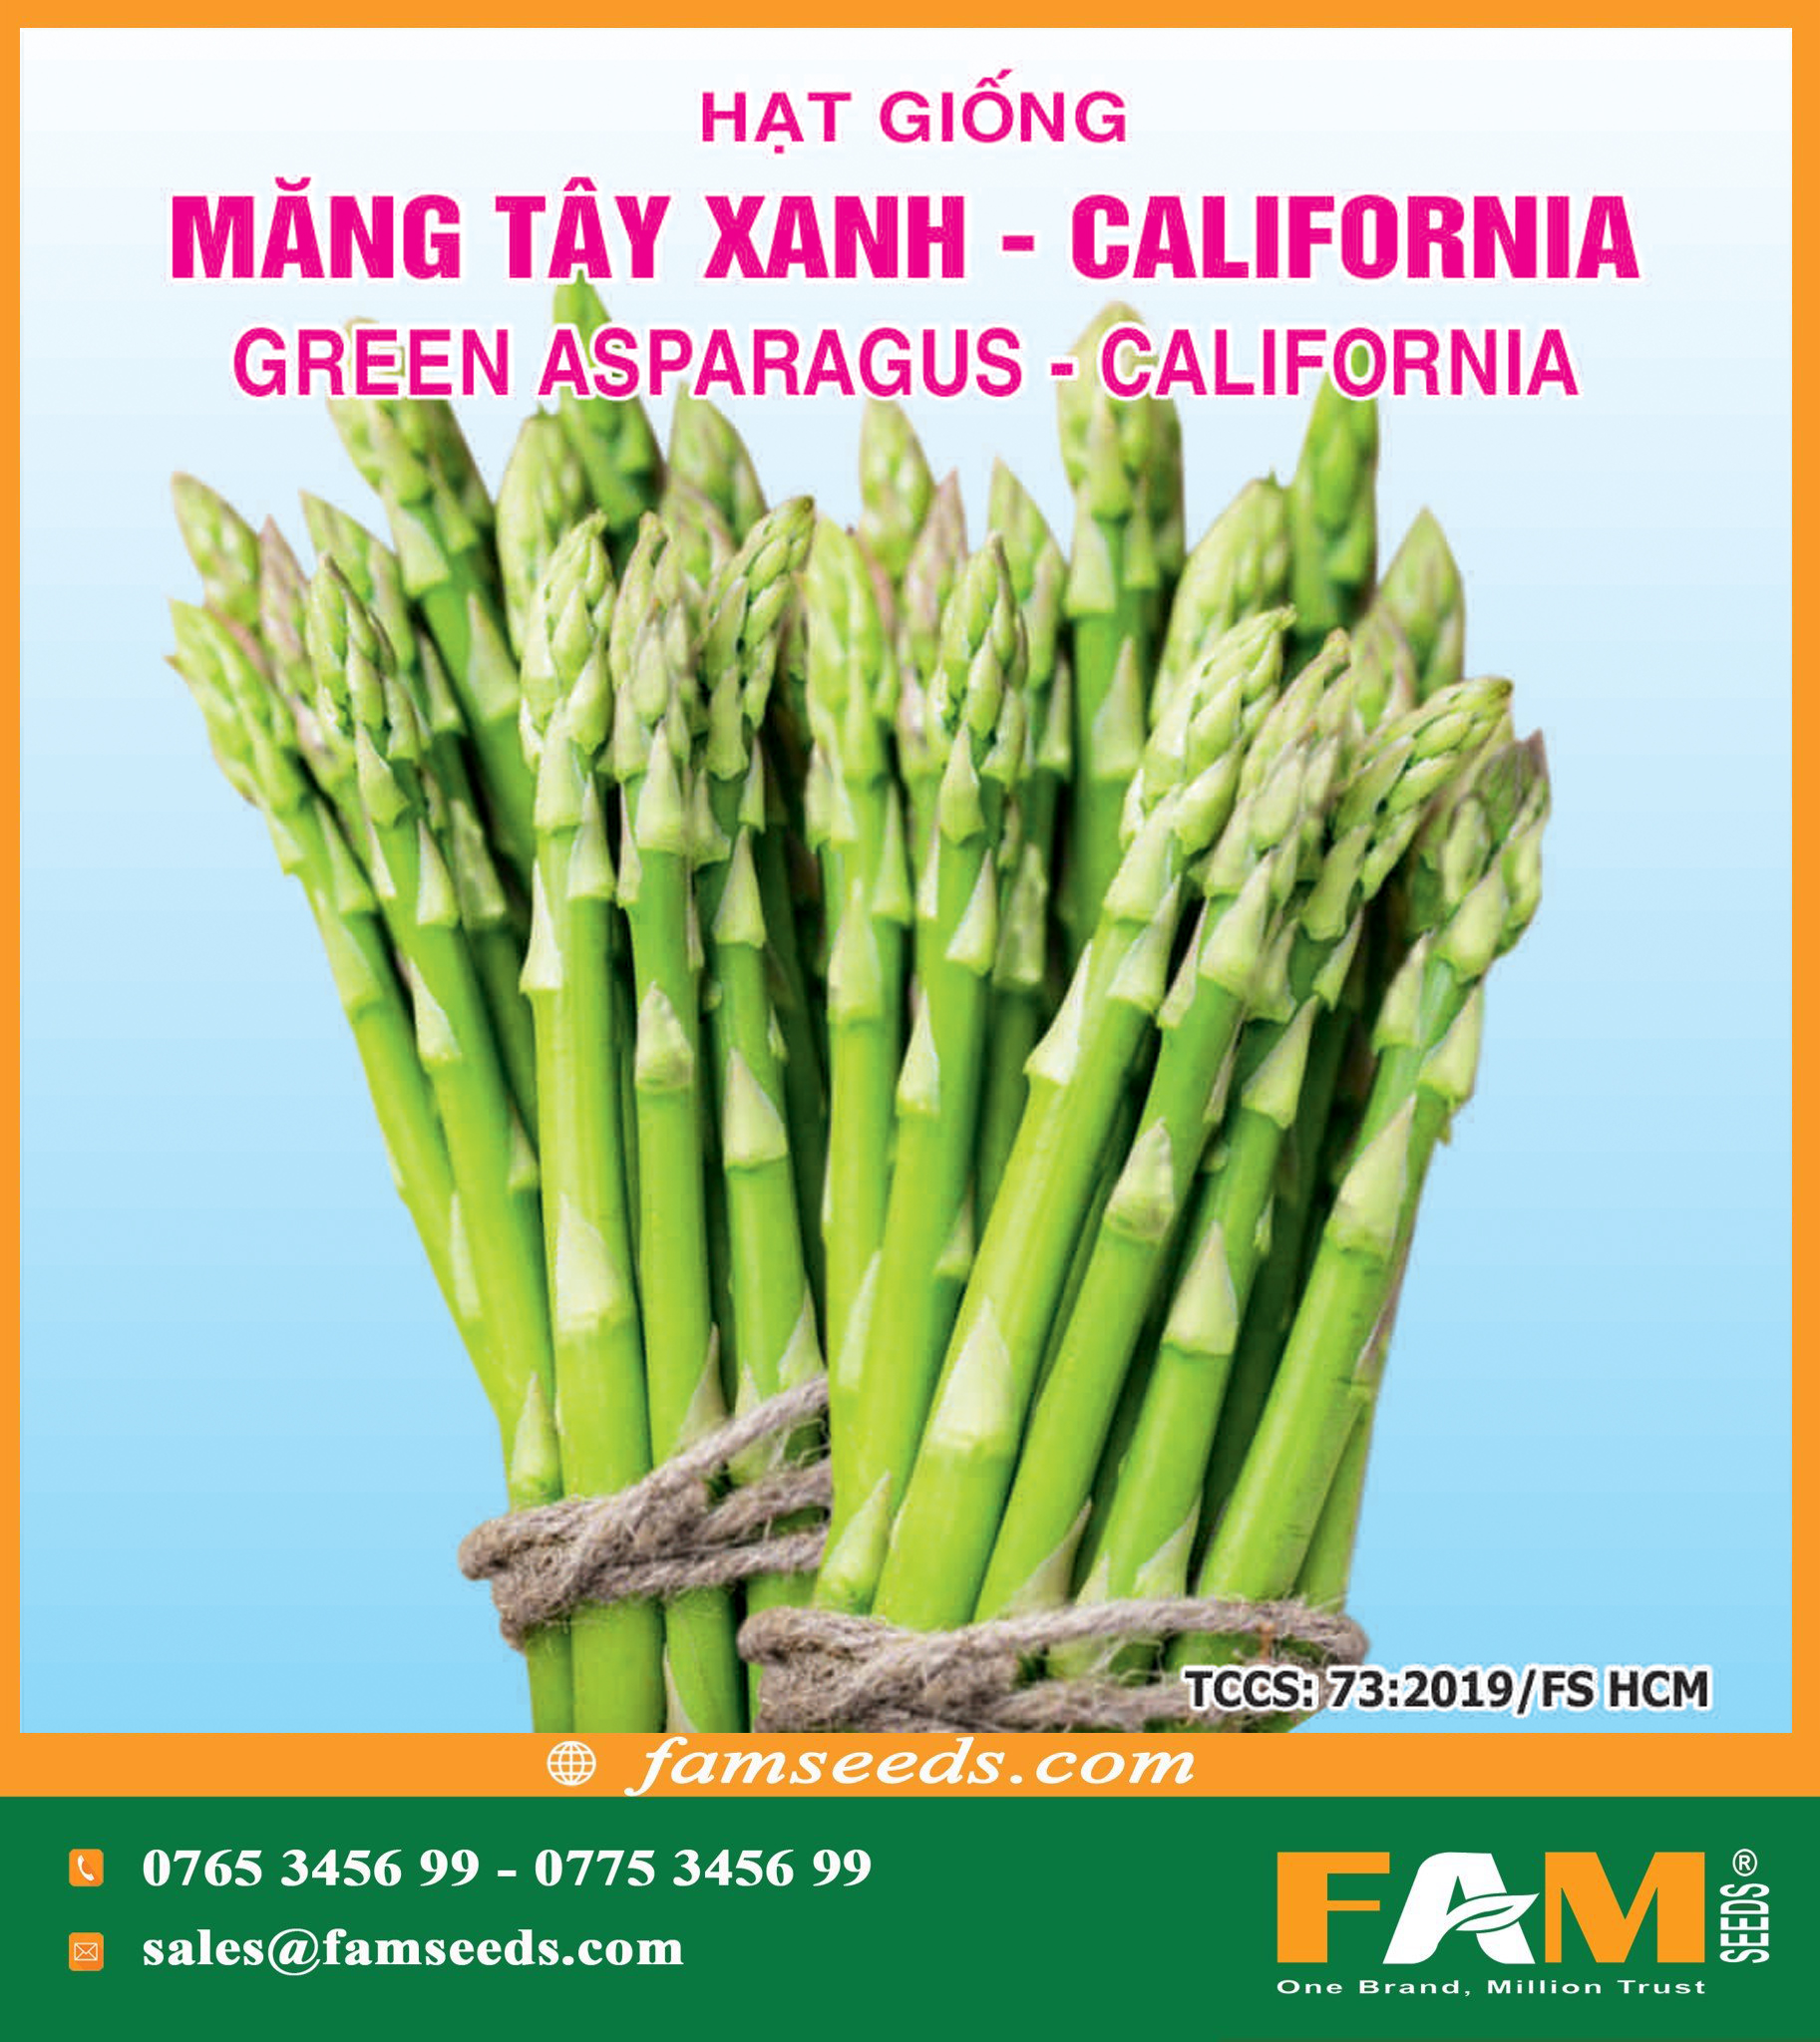 HẠT GIỐNG
MĂNG TÂY XANH - CALIFORNIA
GREEN ASPARAGUS - CALIFORNIA
TCCS: 73:2019/FS HCM
famseeds.com
0765 3456 99 - 0775 3456 99
sales@famseeds.com
FAM SEEDS®
One Brand, Million Trust